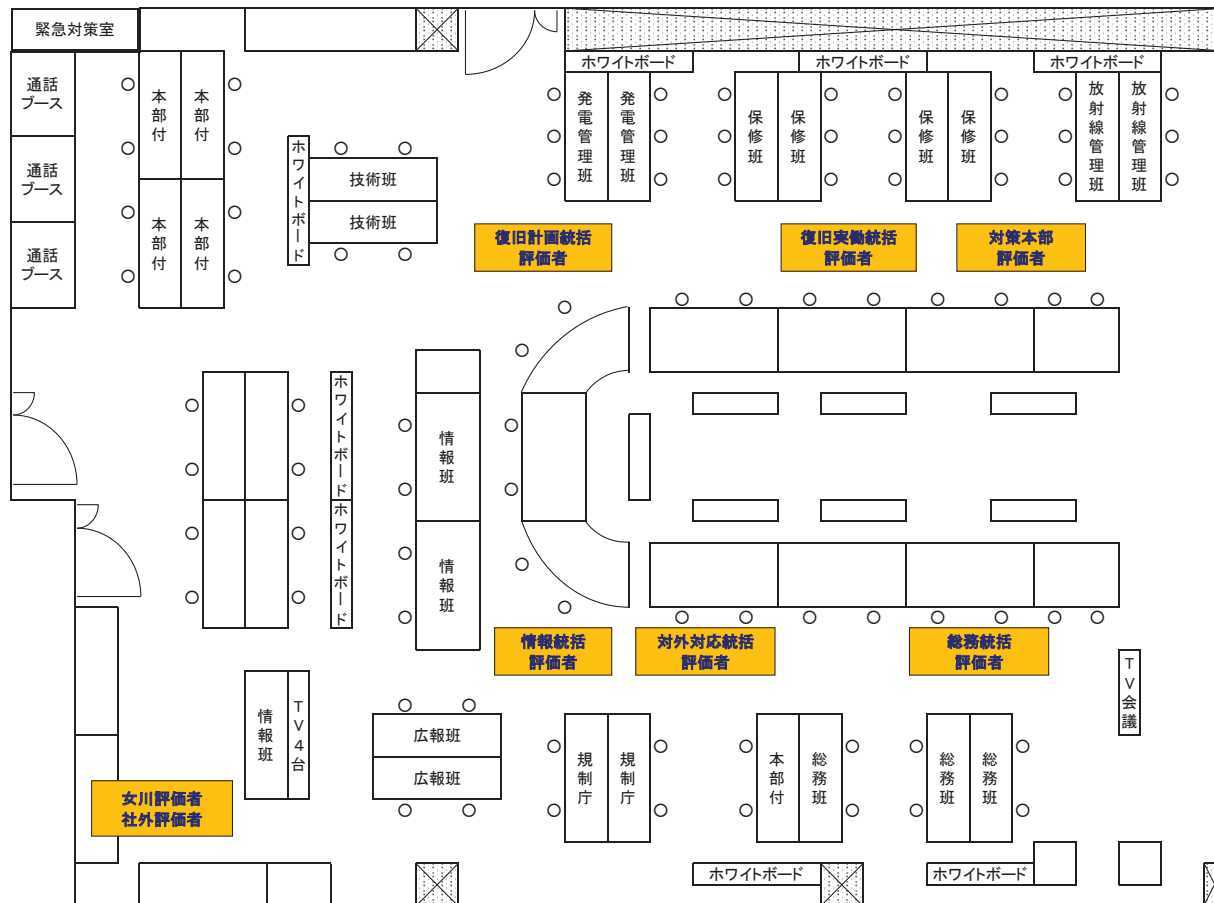 緊急対策室
通話
ブース
通話
ブース
通話
ブース
本部付
本部付
本部付
本部付
ホワイトボード
技術班
技術班
ホワイトボード
発電管理班
発電管理班
ホワイトボード
保修班
保修班
保修班
保修班
ホワイトボード
放射線管理班
放射線管理班
復旧計画統括
評価者
復旧実働統括
評価者
対策本部
評価者
ホワイトボード
ホワイトボード
情報班
情報班
情報統括
評価者
対外対応統括
評価者
総務統括
評価者
TV会議
情報班
TV4台
広報班
広報班
規制庁
規制庁
本部付
総務班
総務班
総務班
女川評価者
社外評価者
ホワイトボード
ホワイトボード